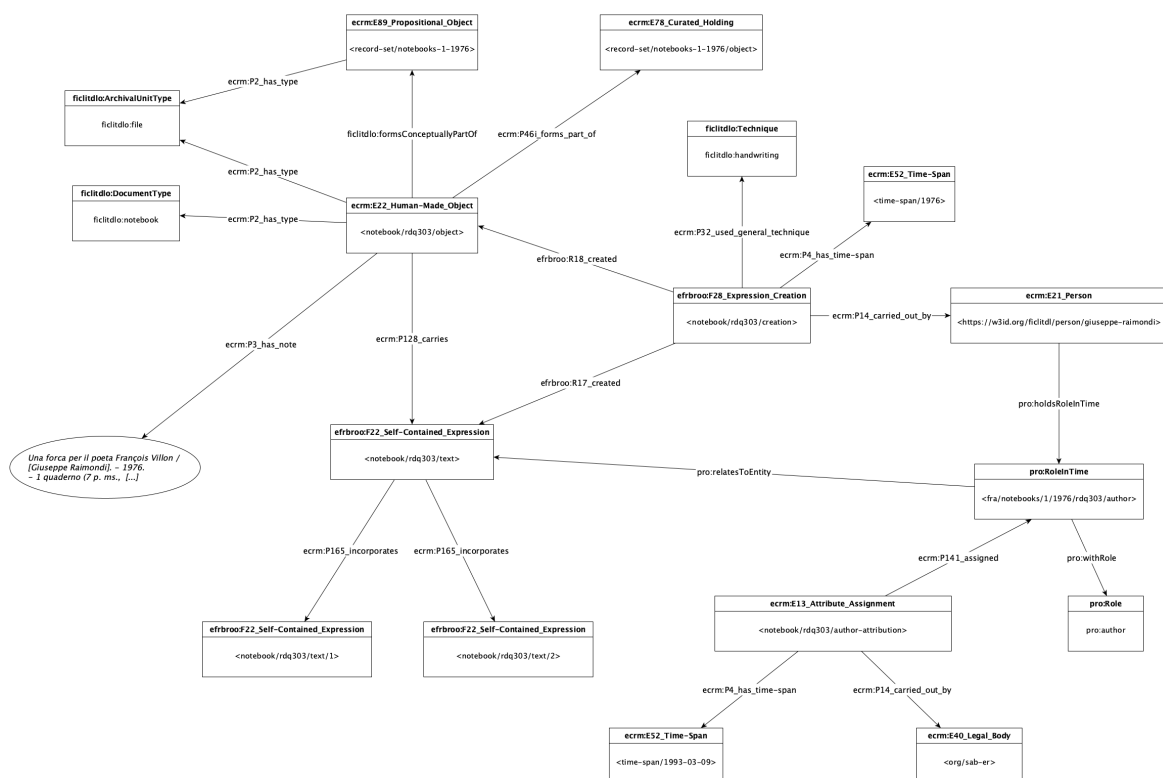 ecrm:E89_Propositional_Object
<record-set/notebooks-1-1976>
ecrm:E78_Curated_Holding
<record-set/notebooks-1-1976/object>
ecrm:P2_has_type
ficlitdlo:ArchivalUnitType
ficlitdlo:file
ficlitdlo:formsConceptuallyPartOf
ecrm:P46i_forms_part_of
ficlitdlo:Technique
ficlitdlo:handwriting
ecrm:P2_has_type
ecrm:E52_Time-Span
<time-span/1976>
ficlitdlo:DocumentType
ficlitdlo:notebook
ecrm:P2_has_type
ecrm:E22_Human-Made_Object
<notebook/rdq303/object>
ecrm:P32_used_general_technique
ecrm:P4_has_time-span
efrbroo:R18_created
efrbroo:F28_Expression_Creation
<notebook/rdq303/creation>
ecrm:P14_carried_out_by
ecrm:E21_Person
<https://w3id.org/ficlitdl/person/giuseppe-raimondi>
ecrm:P3_has_note
ecrm:P128_carries
efrbroo:R17_created
pro:holdsRoleInTime
efrbroo:F22_Self-Contained_Expression
<notebook/rdq303/text>
Una forca per il poeta François Villon /
[Giuseppe Raimondi]. – 1976.
– 1 quaderno (7 p. ms.,  [...]
pro:relatesToEntity
pro:RoleInTime
<fra/notebooks/1/1976/rdq303/author>
ecrm:P165_incorporates
ecrm:P165_incorporates
ecrm:P141_assigned
pro:withRole
efrbroo:F22_Self-Contained_Expression
<notebook/rdq303/text/1>
efrbroo:F22_Self-Contained_Expression
<notebook/rdq303/text/2>
ecrm:E13_Attribute_Assignment
<notebook/rdq303/author-attribution>
pro:Role
pro:author
ecrm:P4_has_time-span
ecrm:P14_carried_out_by
ecrm:E52_Time-Span
<time-span/1993-03-09>
ecrm:E40_Legal_Body
<org/sab-er>